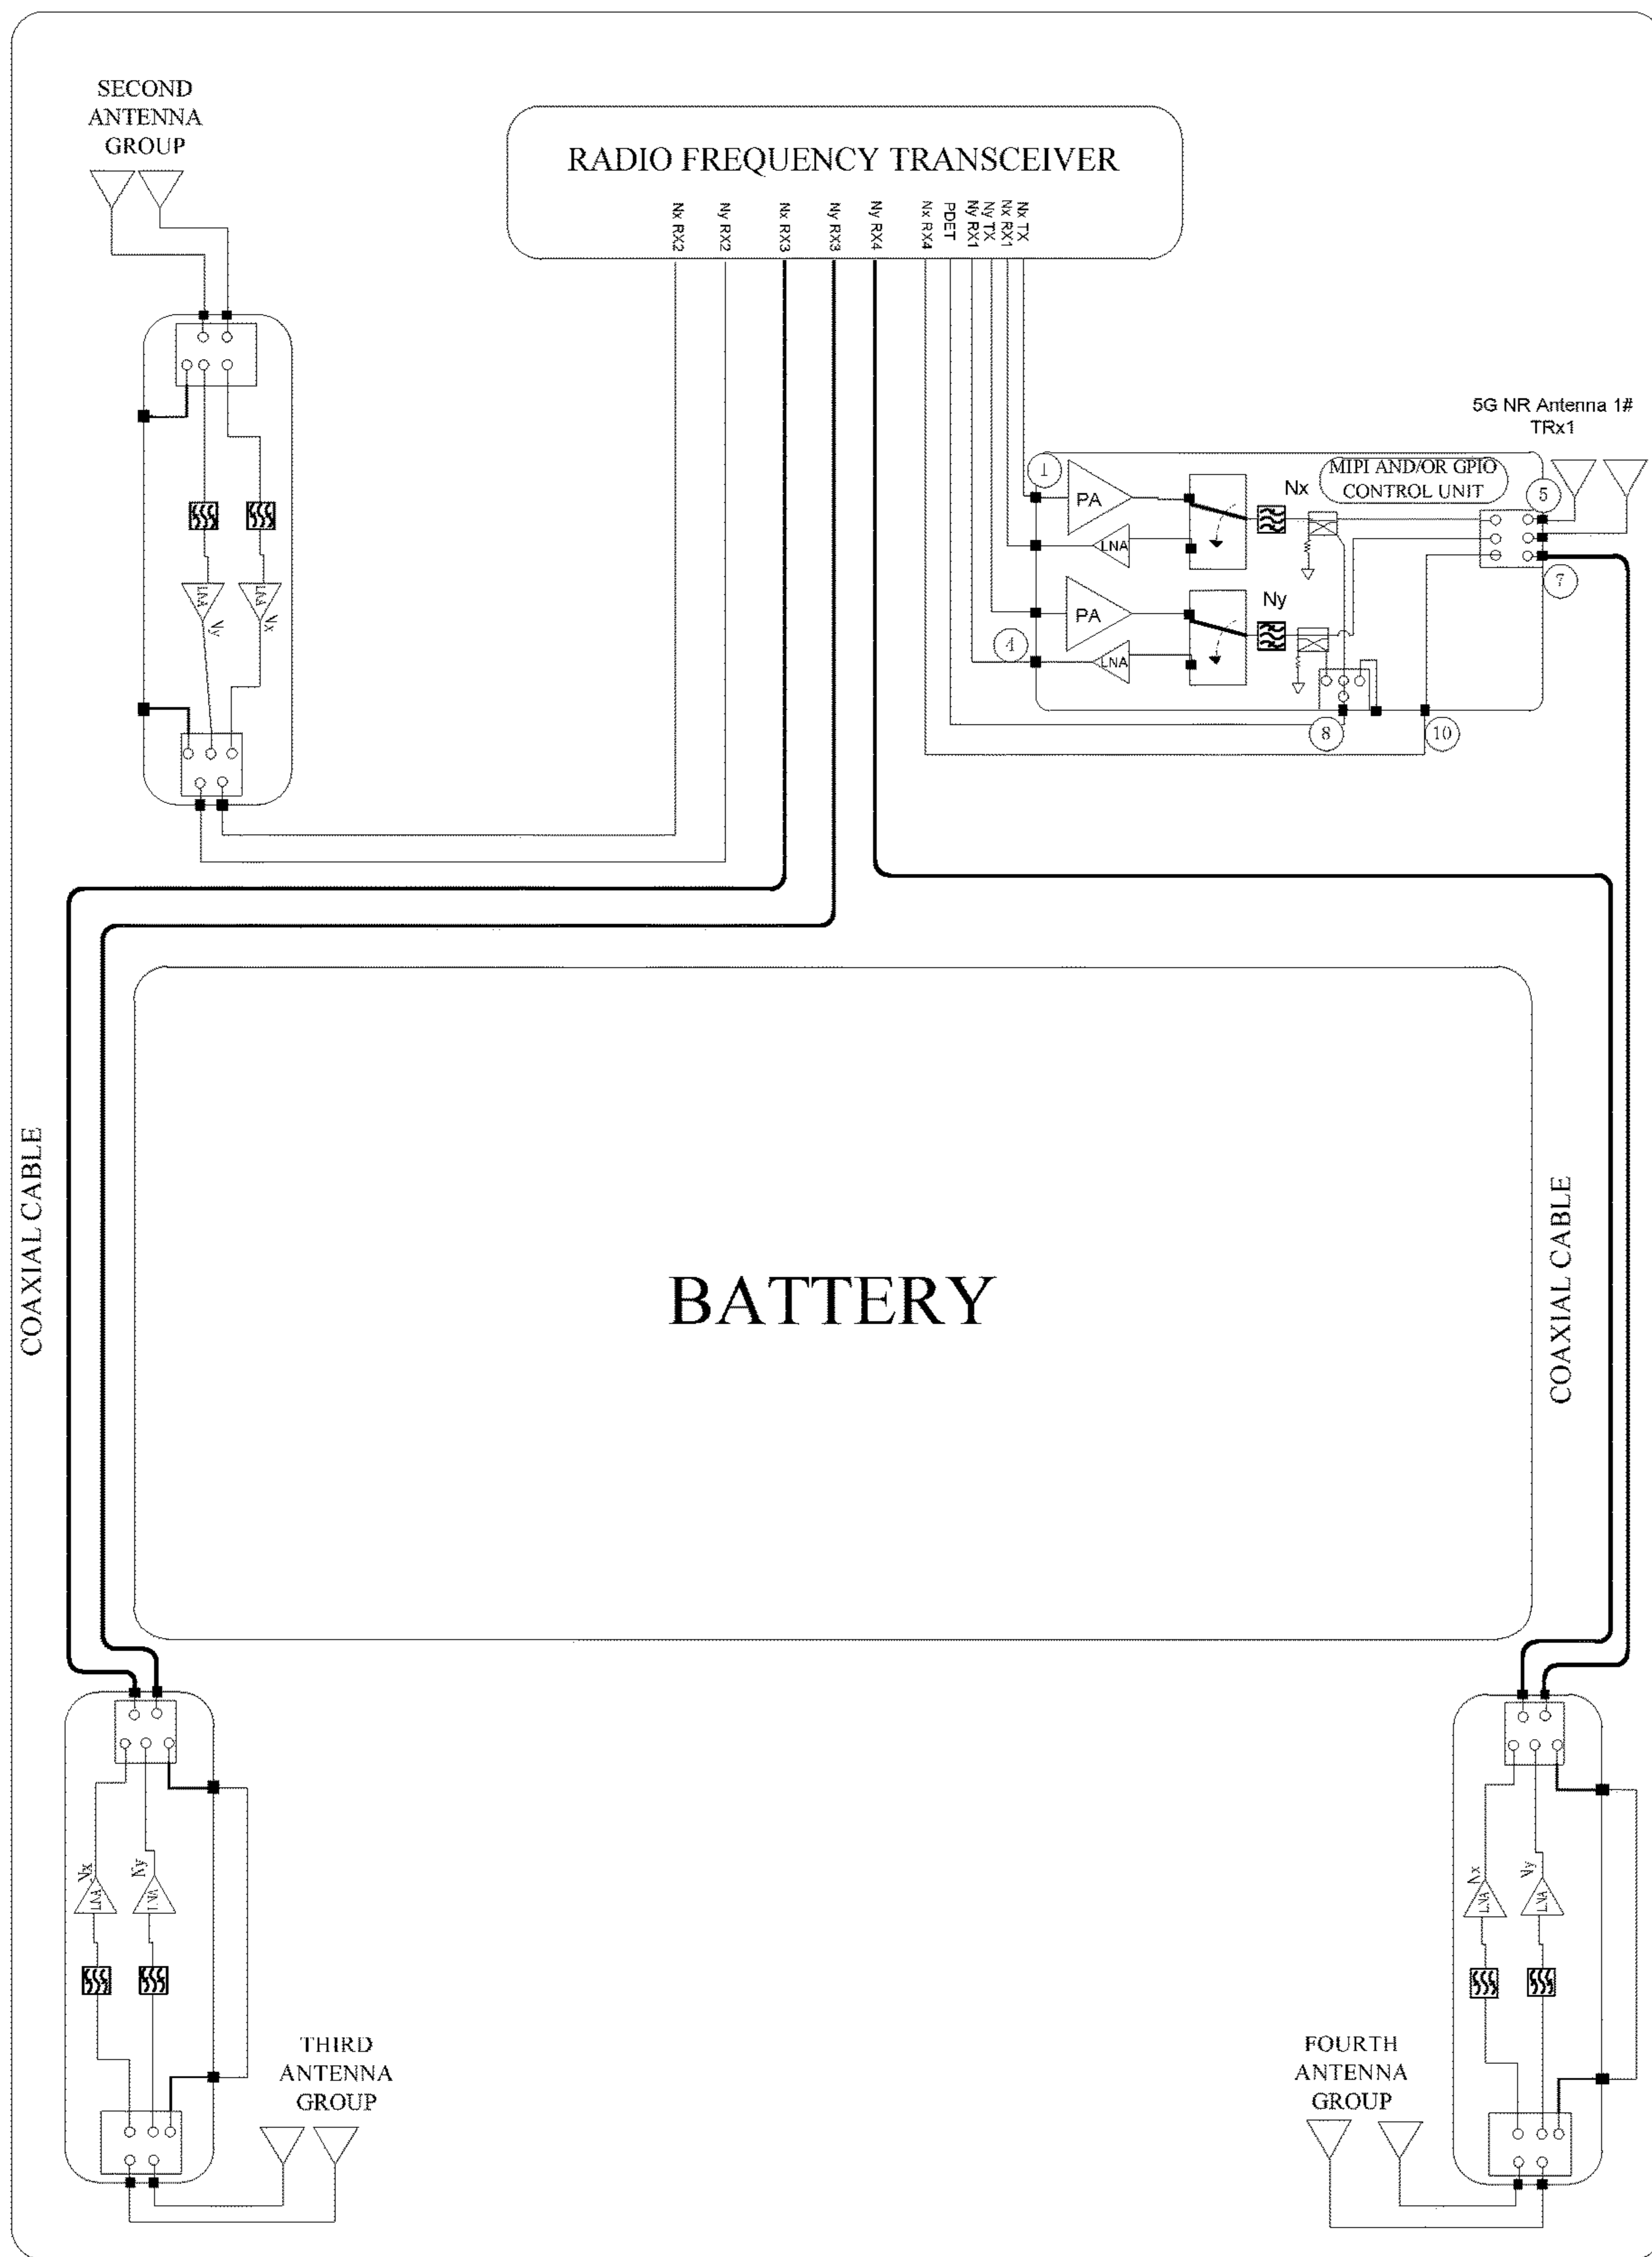 SECOND
ANTENNA
GROUP
RADIO FREQUENCY TRANSCEIVER
Nx RX2
Ny RX2
Nx RX3
Ny RX3
Ny RX4
Nx RX4
PDET
Ny RX1
Ny TX
Nx RX1
Nx TX
5G NR Antenna 1#
TRx1
1
PA
LNA
Nx
MIPI AND/OR GPIO
CONTROL UNIT
5
7
4
PA
LNA
Ny
8
10
LNA
Ny
LNA
Nx
COAXIAL CABLE
BATTERY
COAXIAL CABLE
Nx
LNA
Ny
LNA
Nx
LNA
Ny
LNA
THIRD
ANTENNA
GROUP
FOURTH
ANTENNA
GROUP